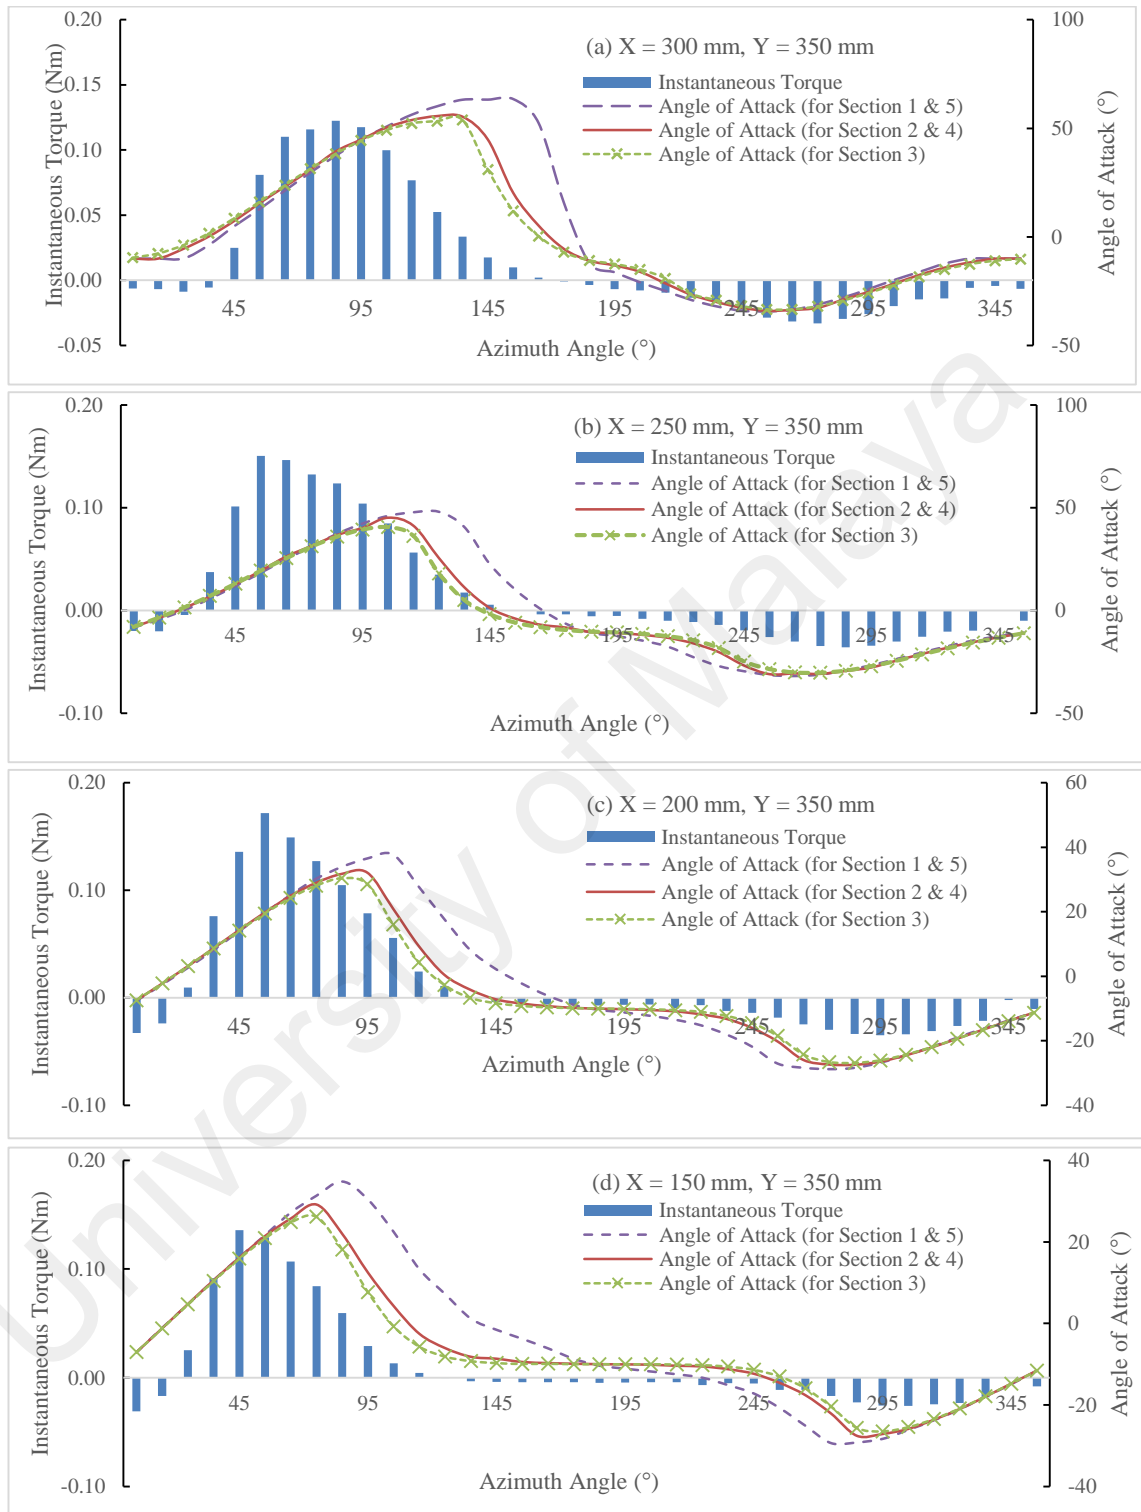 0.20
0.15
0.10
0.05
0.00
-0.05
Instantaneous Torque (Nm)
(a) X = 300 mm, Y = 350 mm
Instantaneous Torque
Angle of Attack (for Section 1 & 5)
Angle of Attack (for Section 2 & 4)
Angle of Attack (for Section 3)
100
50
0
-50
Angle of Attack (°)
45 95 145 195 245 295 345
Azimuth Angle (°)
0.20
0.10
0.00
-0.10
Instantaneous Torque (Nm)
(b) X = 250 mm, Y = 350 mm
Instantaneous Torque
Angle of Attack (for Section 1 & 5)
Angle of Attack (for Section 2 & 4)
Angle of Attack (for Section 3)
100
50
0
-50
Angle of Attack (°)
45 95 145 195 245 295 345
Azimuth Angle (°)
0.20
0.10
0.00
-0.10
Instantaneous Torque (Nm)
(c) X = 200 mm, Y = 350 mm
Instantaneous Torque
Angle of Attack (for Section 1 & 5)
Angle of Attack (for Section 2 & 4)
Angle of Attack (for Section 3)
60
40
20
0
-20
-40
Angle of Attack (°)
45 95 145 195 245 295 345
Azimuth Angle (°)
0.20
0.10
0.00
-0.10
Instantaneous Torque (Nm)
(d) X = 150 mm, Y = 350 mm
Instantaneous Torque
Angle of Attack (for Section 1 & 5)
Angle of Attack (for Section 2 & 4)
Angle of Attack (for Section 3)
40
20
0
-20
-40
Angle of Attack (°)
45 95 145 195 245 295 345
Azimuth Angle (°)
University of Malaya